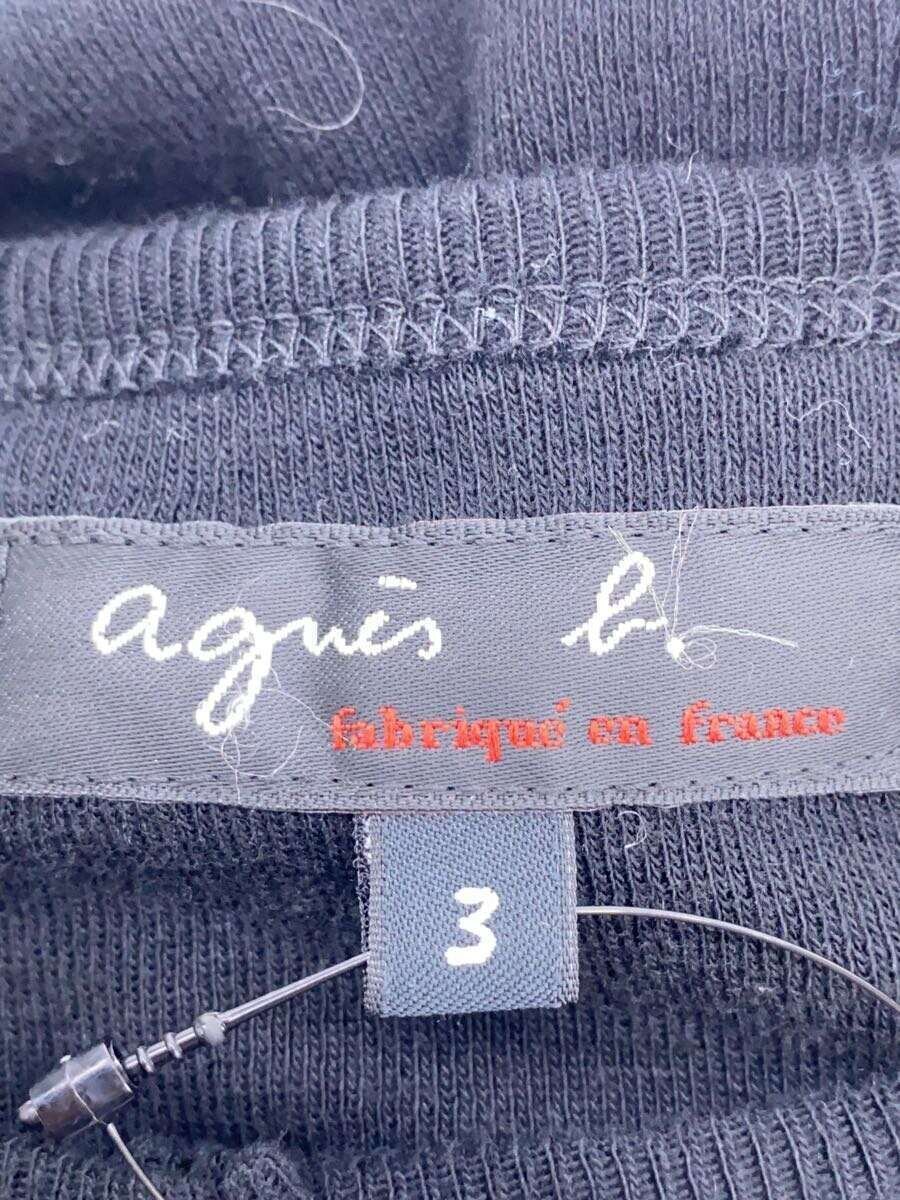 agnès b.
fabriqué en france
3